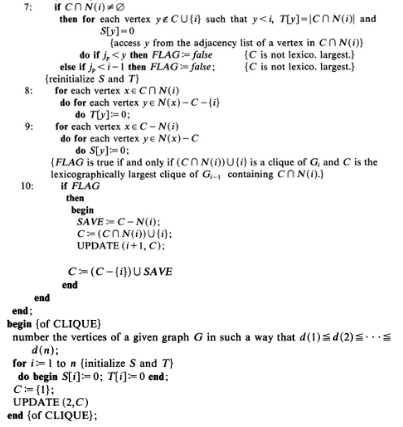 7: if C∩N(i)≠Ø
then for each vertex y∉C∪{i} such that y<i, T[y]=|C∩N(i)| and
S[y]=0
{access y from the adjacency list of a vertex in C∩N(i)}
do if jₚ<y then FLAG:=false {C is not lexico. largest.}
else if jₚ<i−1 then FLAG:=false; {C is not lexico. largest.}
{reinitialize S and T}
8: for each vertex x∈C∩N(i)
do for each vertex y∈N(x)−C−{i}
do T[y]:=0;
9: for each vertex x∈C−N(i)
do for each vertex y∈N(x)−C
do S[y]:=0;
{FLAG is true if and only if (C∩N(i))∪{i} is a clique of Gᵢ and C is the
lexicographically largest clique of Gᵢ₋₁ containing C∩N(i).}
10: if FLAG
then
begin
SAVE:=C−N(i);
C:=(C∩N(i))∪{i};
UPDATE (i+1, C);
C:=(C−{i})∪SAVE
end
end
end;
begin {of CLIQUE}
number the vertices of a given graph G in such a way that d(1)≦d(2)≦···≦
d(n);
for i:=1 to n {initialize S and T}
do begin S[i]:=0; T[i]:=0 end;
C:={1};
UPDATE (2,C)
end {of CLIQUE};